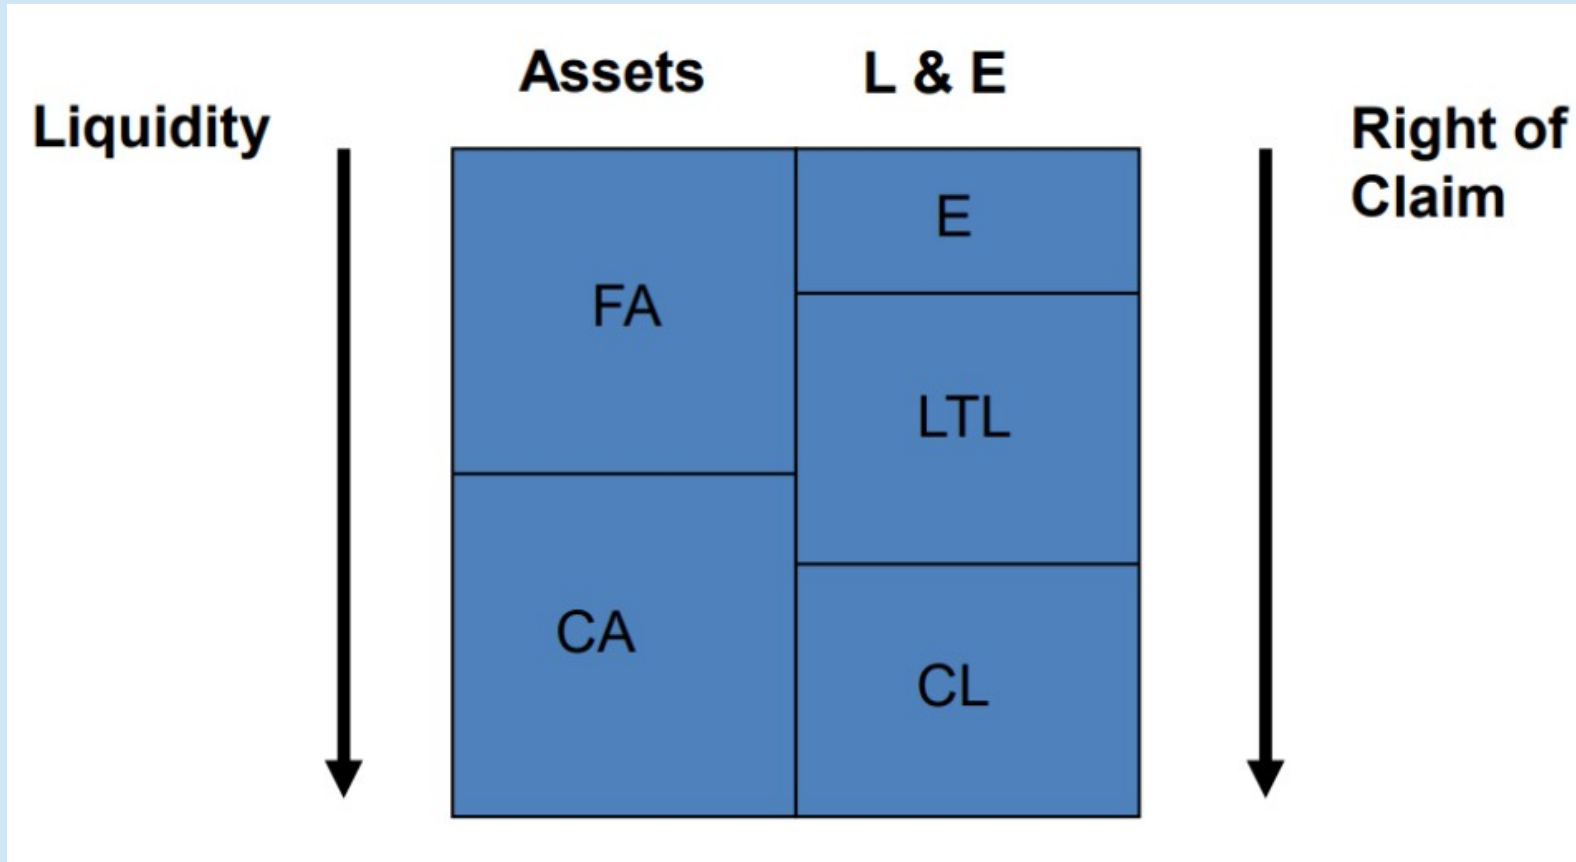 Assets
L & E
Liquidity
Right of
Claim
E
FA
LTL
CA
CL